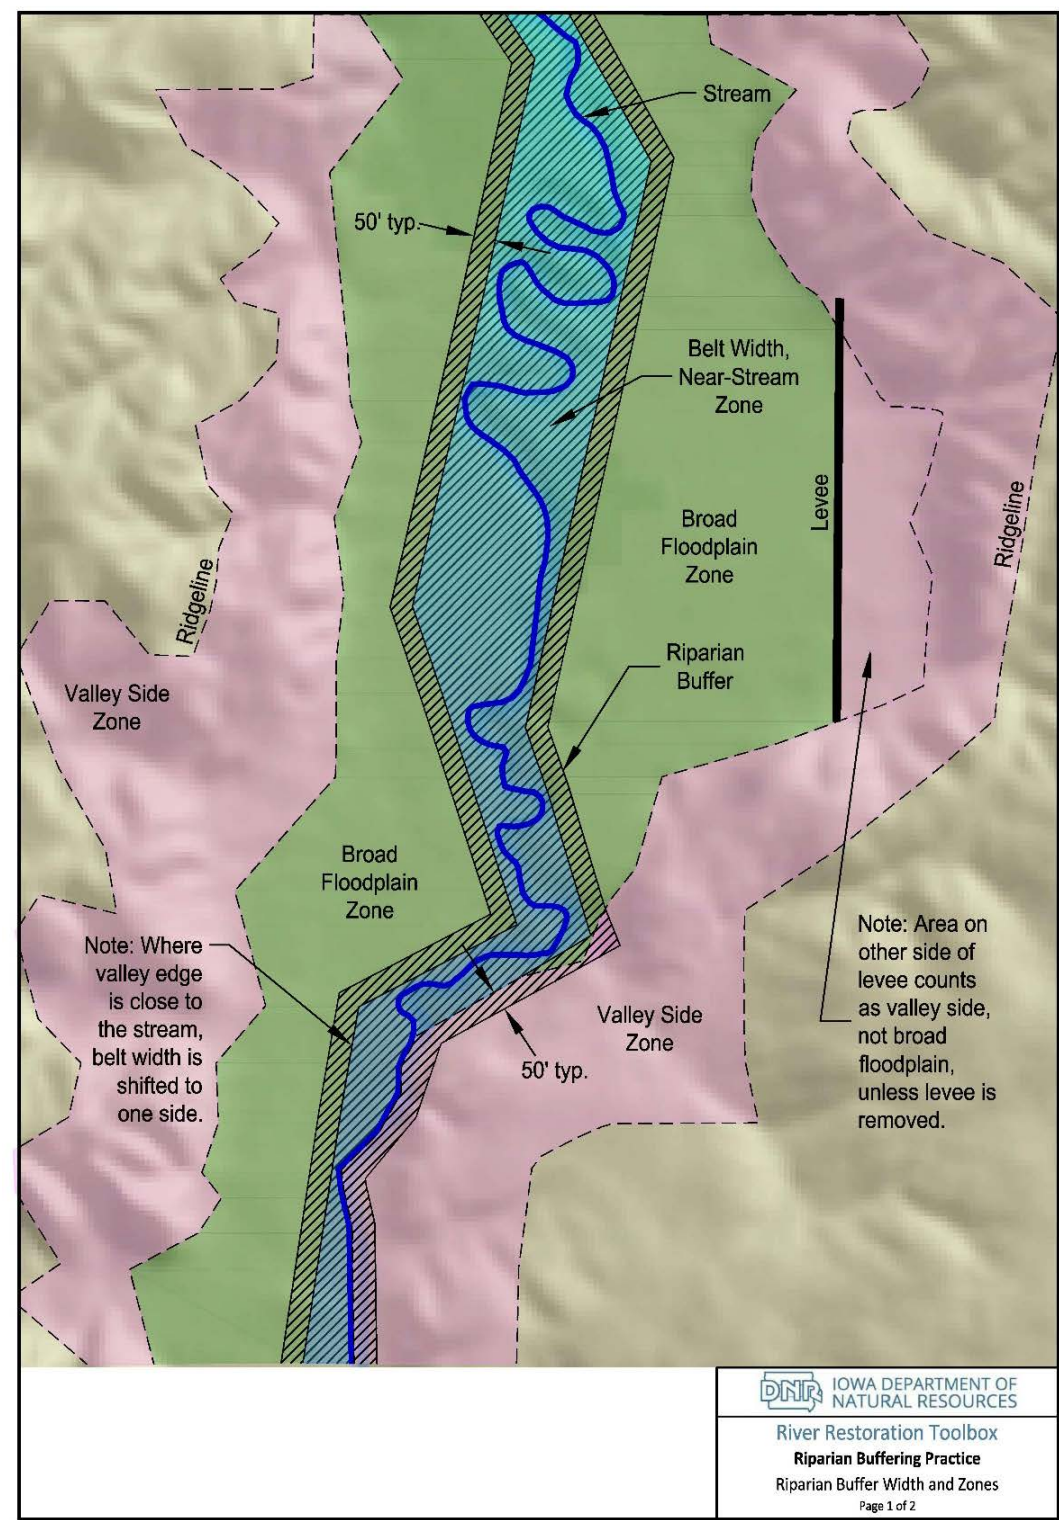 Stream
50' typ.
Belt Width,
Near-Stream
Zone
Levee
Broad
Floodplain
Zone
Ridgeline
Ridgeline
Riparian
Buffer
Valley Side
Zone
Broad
Floodplain
Zone
Note: Where
valley edge
is close to
the stream,
belt width is
shifted to
one side.
Note: Area on
other side of
levee counts
as valley side,
not broad
floodplain,
unless levee is
removed.
Valley Side
Zone
50' typ.
DNR
IOWA DEPARTMENT OF
NATURAL RESOURCES
River Restoration Toolbox
Riparian Buffering Practice
Riparian Buffer Width and Zones
Page 1 of 2